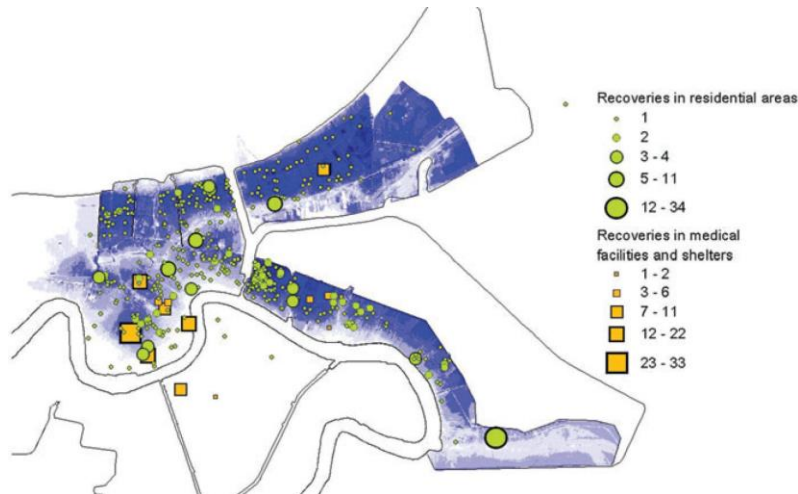 Recoveries in residential areas
1
2
3 - 4
5 - 11
12 - 34
Recoveries in medical
facilities and shelters
1 - 2
3 - 6
7 - 11
12 - 22
23 - 33